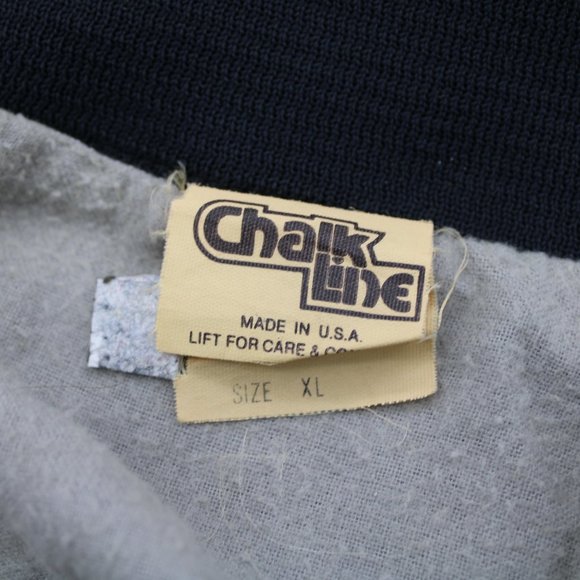 Chalk
Line
MADE IN U.S.A.
LIFT FOR CARE &
SIZE XL